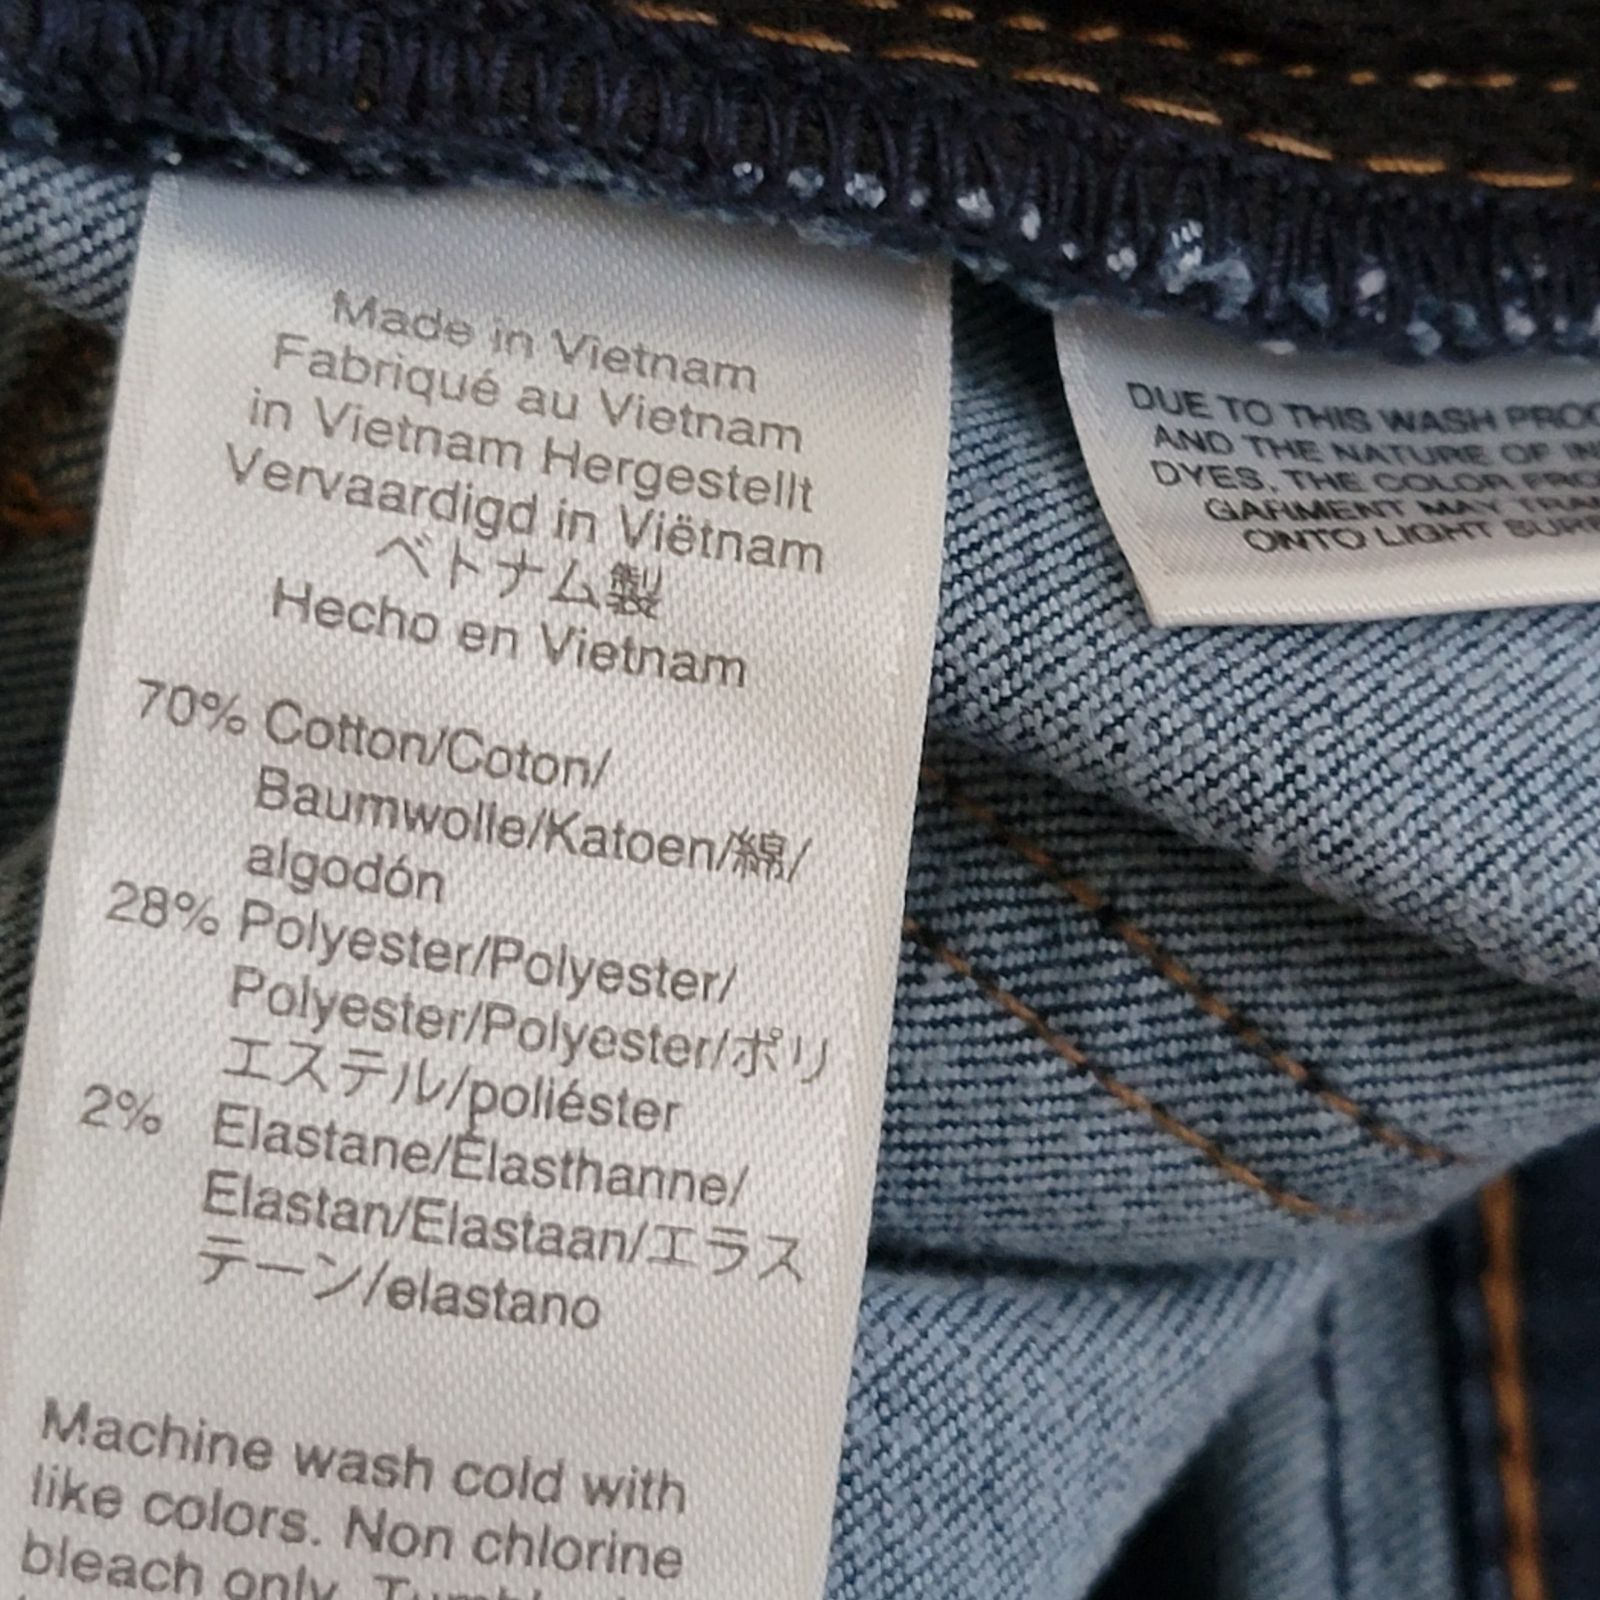 Made in Vietnam
Fabriqué au Vietnam
in Vietnam Hergestellt
Vervaardigd in Viëtnam
ベトナム製
Hecho en Vietnam
70% Cotton/Coton/
Baumwolle/Katoen/綿/
algodón
28% Polyester/Polyester/
Polyester/Polyester/ポリ
エステル/poliéster
2% Elastane/Élasthanne/
Elastan/Elastaan/エラス
テーン/elastano
Machine wash cold with
like colors. Non chlorine
bleach only.
DUE TO THIS WASH
AND THE NATURE OF
DYES, THE COLOR
GARMENT MAY
ONTO LIGHT